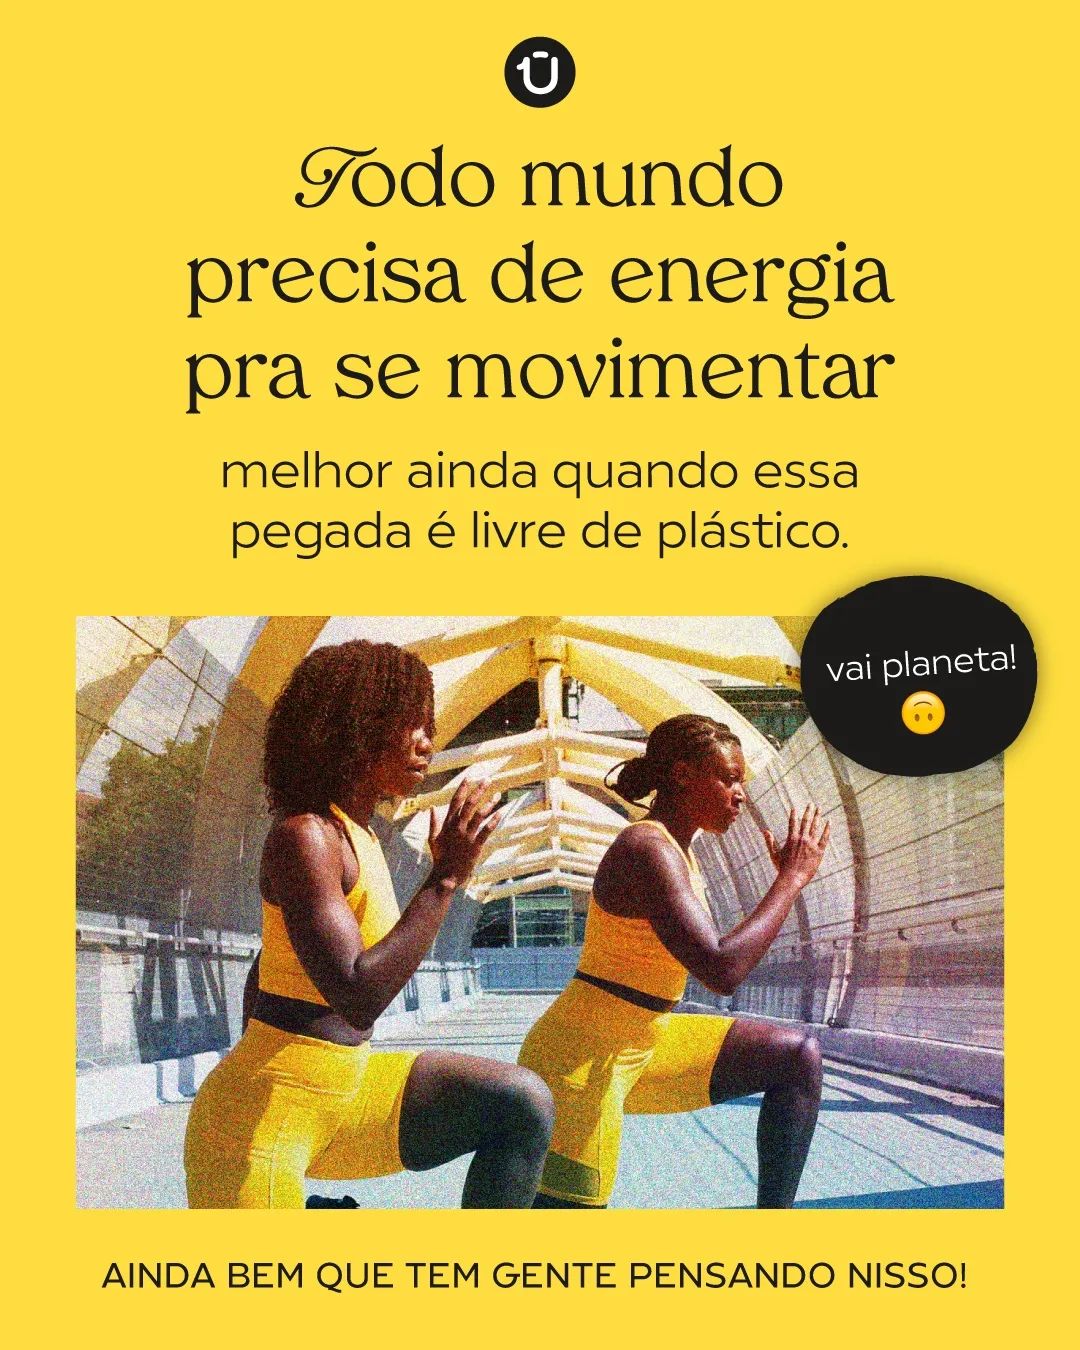 Todo mundo
precisa de energia
pra se movimentar
melhor ainda quando essa
pegada é livre de plástico.
vai planeta!
AINDA BEM QUE TEM GENTE PENSANDO NISSO!